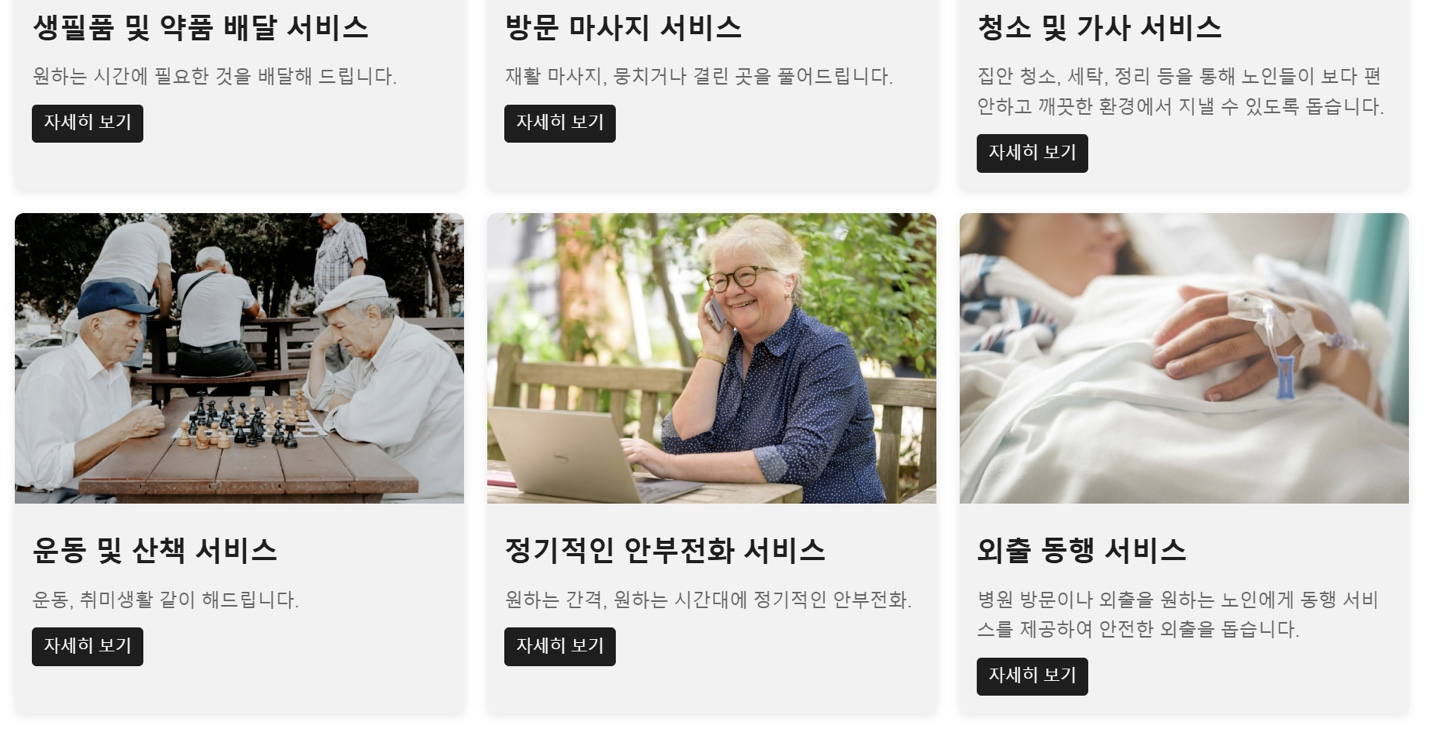 생필품 및 약품 배달 서비스
원하는 시간에 필요한 것을 배달해 드립니다.
자세히 보기
방문 마사지 서비스
재활 마사지, 뭉치거나 결린 곳을 풀어드립니다.
자세히 보기
청소 및 가사 서비스
집안 청소, 세탁, 정리 등을 통해 노인들이 보다 편
안하고 깨끗한 환경에서 지낼 수 있도록 돕습니다.
자세히 보기
운동 및 산책 서비스
운동, 취미생활 같이 해드립니다.
자세히 보기
정기적인 안부전화 서비스
원하는 간격, 원하는 시간대에 정기적인 안부전화.
자세히 보기
외출 동행 서비스
병원 방문이나 외출을 원하는 노인에게 동행 서비
스를 제공하여 안전한 외출을 돕습니다.
자세히 보기